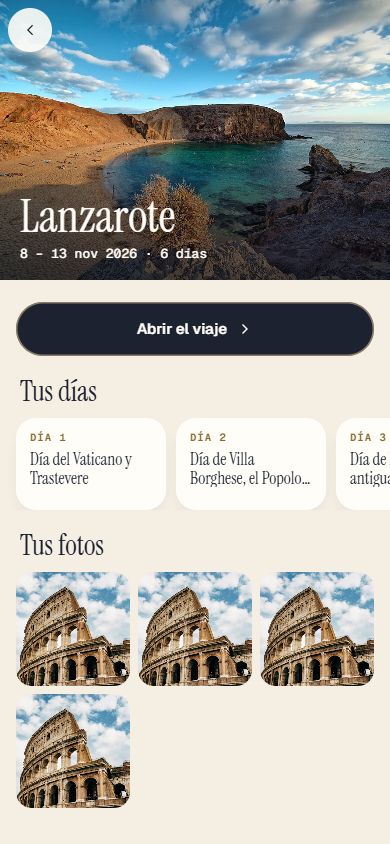 Lanzarote
8 – 13 nov 2026 · 6 días
Abrir el viaje
Tus días
DÍA 1
Día del Vaticano y
Trastevere
DÍA 2
Día de Villa
Borghese, el Popolo…
DÍA 3
Día de
Tus fotos